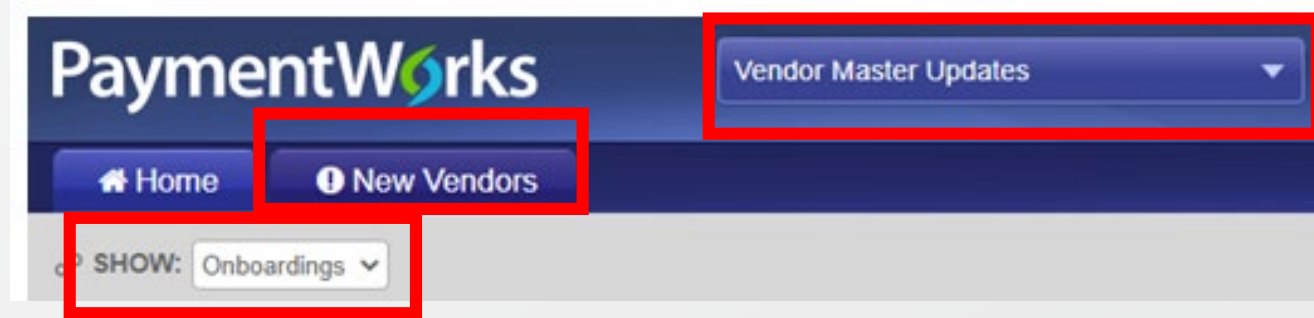 PaymentWorks
Vendor Master Updates
Home
New Vendors
SHOW: Onboardings